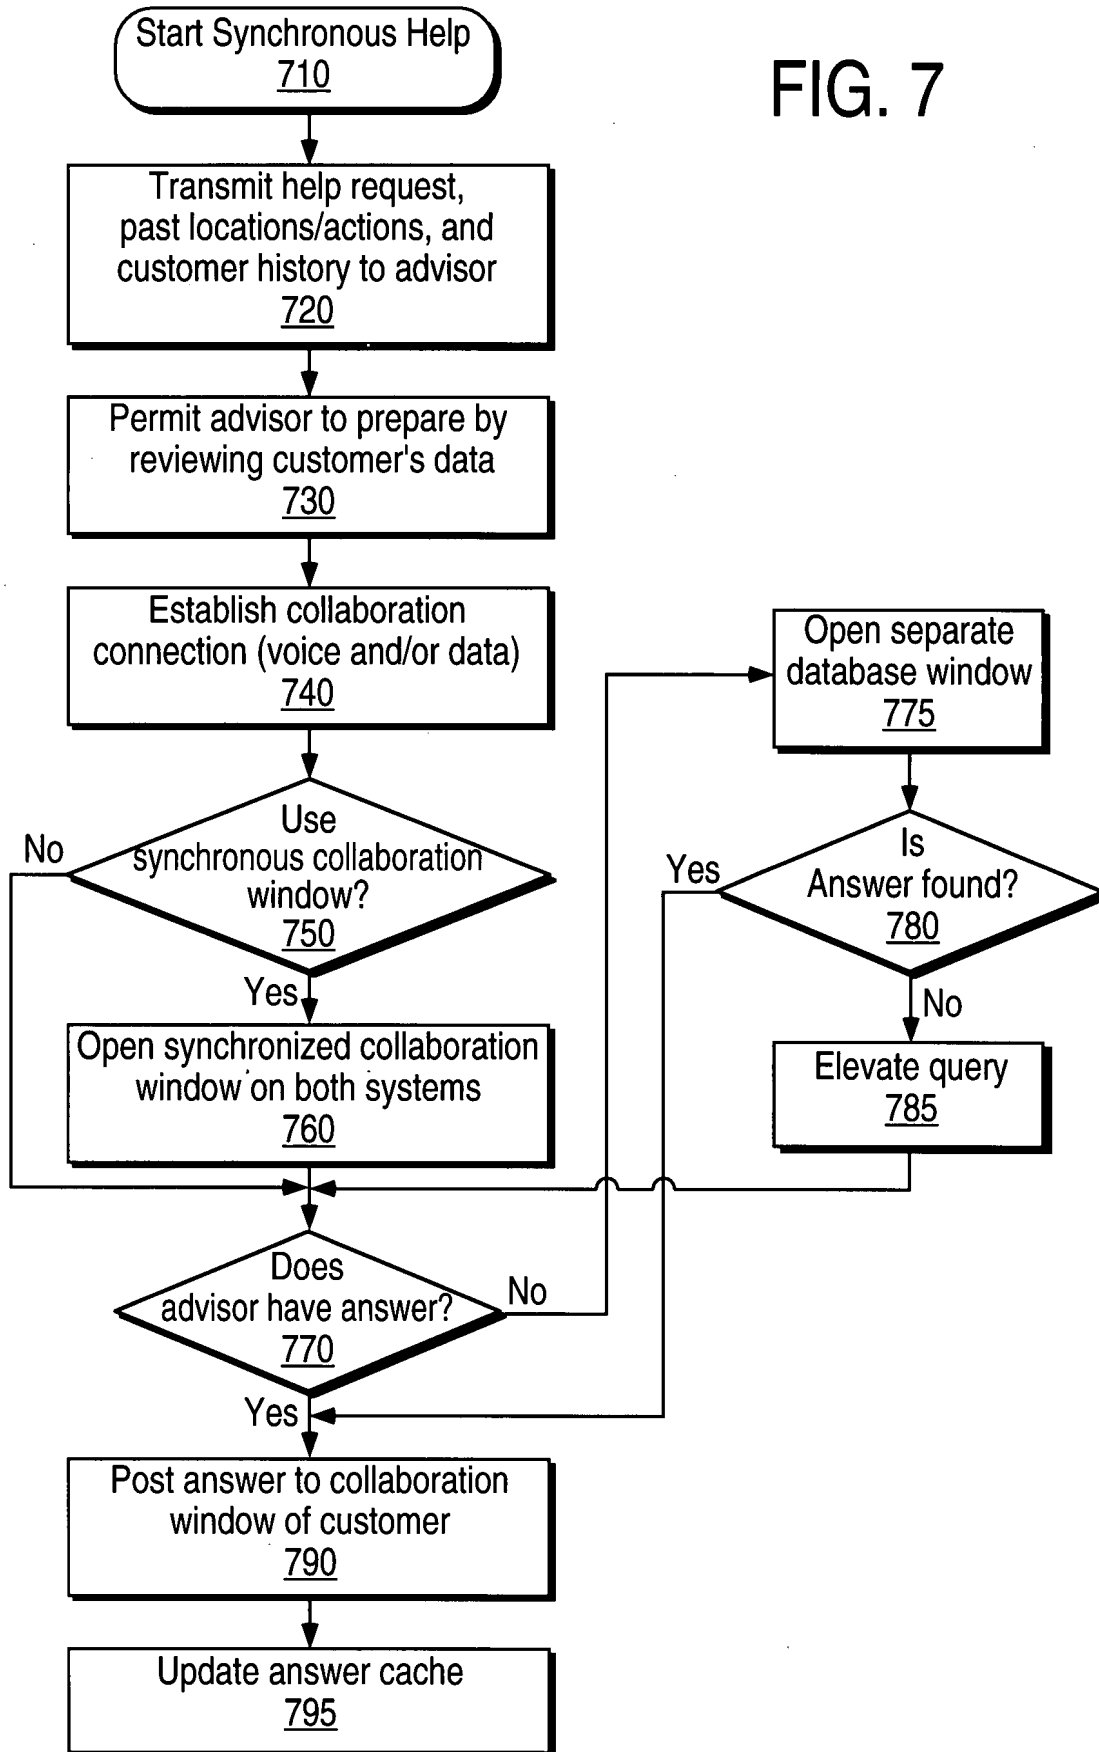 Start Synchronous Help
710
FIG. 7
Transmit help request,
past locations/actions, and
customer history to advisor
720
Permit advisor to prepare by
reviewing customer's data
730
Establish collaboration
connection (voice and/or data)
740
Open separate
database window
775
Use
synchronous collaboration
window?
750
No
Yes
Is
Answer found?
780
Yes
No
Open synchronized collaboration
window on both systems
760
Elevate query
785
Does
advisor have answer?
770
No
Yes
Post answer to collaboration
window of customer
790
Update answer cache
795